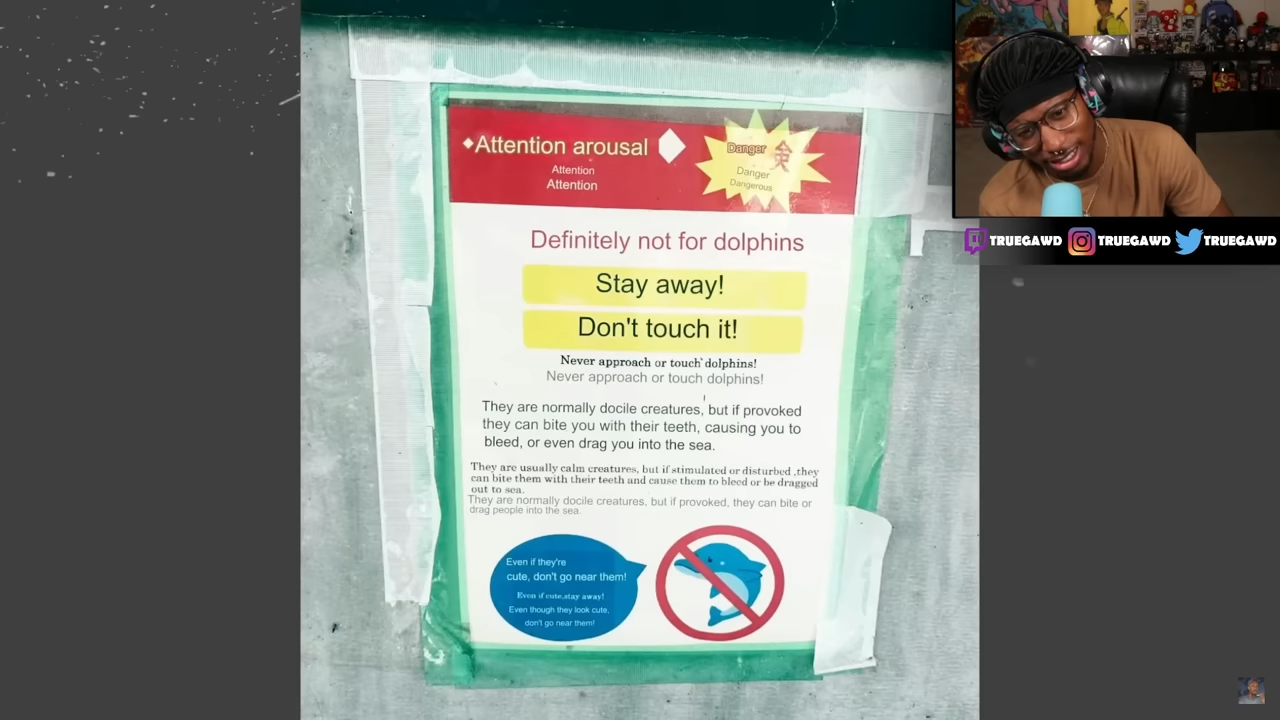 ◆Attention arousal
Attention
Attention
Danger 険
Danger
Dangerous
TRUEGAWD TRUEGAWD TRUEGAWD
Definitely not for dolphins
Stay away!
Don't touch it!
Never approach or touch dolphins!
Never approach or touch dolphins!
They are normally docile creatures, but if provoked
they can bite you with their teeth, causing you to
bleed, or even drag you into the sea.
They are usually calm creatures, but if stimulated or disturbed ,they
can bite them with their teeth and cause them to bleed or be dragged
out to sea.
They are normally docile creatures, but if provoked, they can bite or
drag people into the sea.
Even if they're
cute, don't go near them!
Even if cute,stay away!
Even though they look cute,
don't go near them!